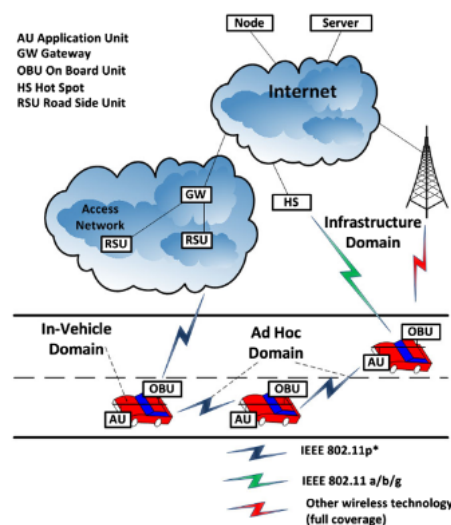 AU Application Unit
GW Gateway
OBU On Board Unit
HS Hot Spot
RSU Road Side Unit
Node
Server
Internet
GW
Access
Network
RSU
RSU
HS
Infrastructure
Domain
In-Vehicle
Domain
Ad Hoc
Domain
OBU
AU
OBU
AU
OBU
AU
IEEE 802.11p*
IEEE 802.11 a/b/g
Other wireless technology
(full coverage)